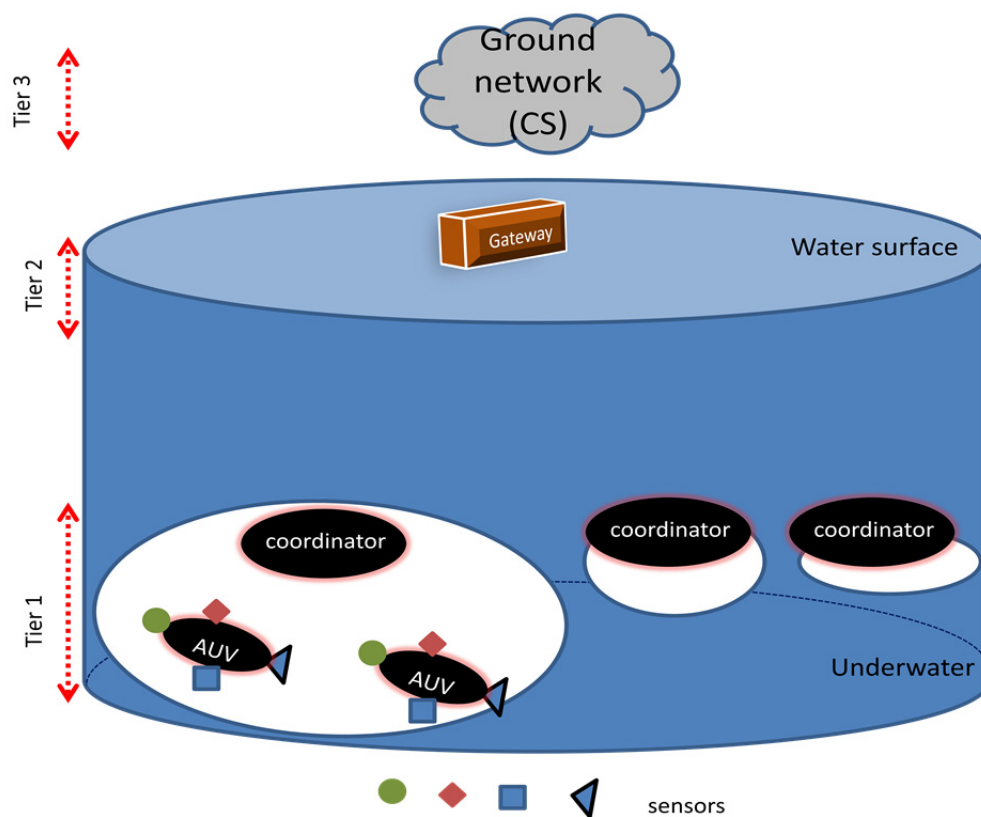 Ground
network
(CS)
Tier 3
Gateway
Water surface
Tier 2
coordinator
coordinator
coordinator
Tier 1
AUV
AUV
Underwater
sensors